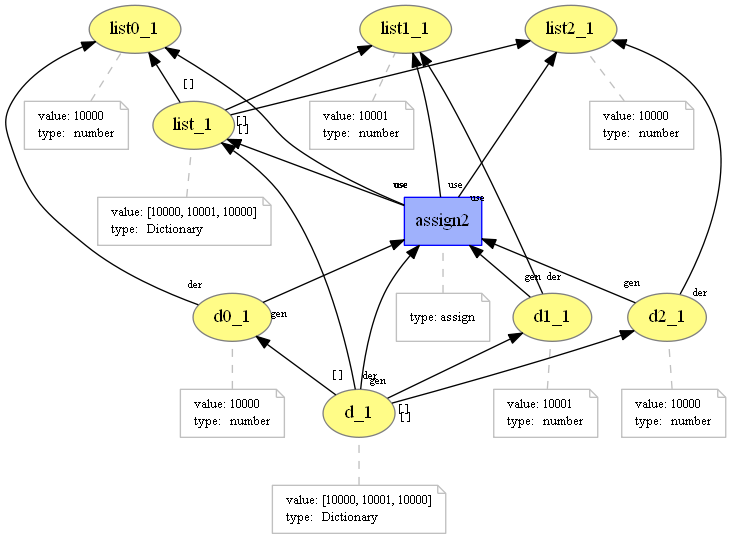 list0_1
list1_1
list2_1
[ ]
value: 10000
type: number
value: 10001
type: number
value: 10000
type: number
list_1
[ ]
[ ]
use
use
use
value: [10000, 10001, 10000]
type: Dictionary
assign2
der
gen
gen
der
gen
der
d0_1
type: assign
d1_1
d2_1
[ ]
der
gen
value: 10000
type: number
d_1
[ ]
[ ]
value: 10001
type: number
value: 10000
type: number
value: [10000, 10001, 10000]
type: Dictionary